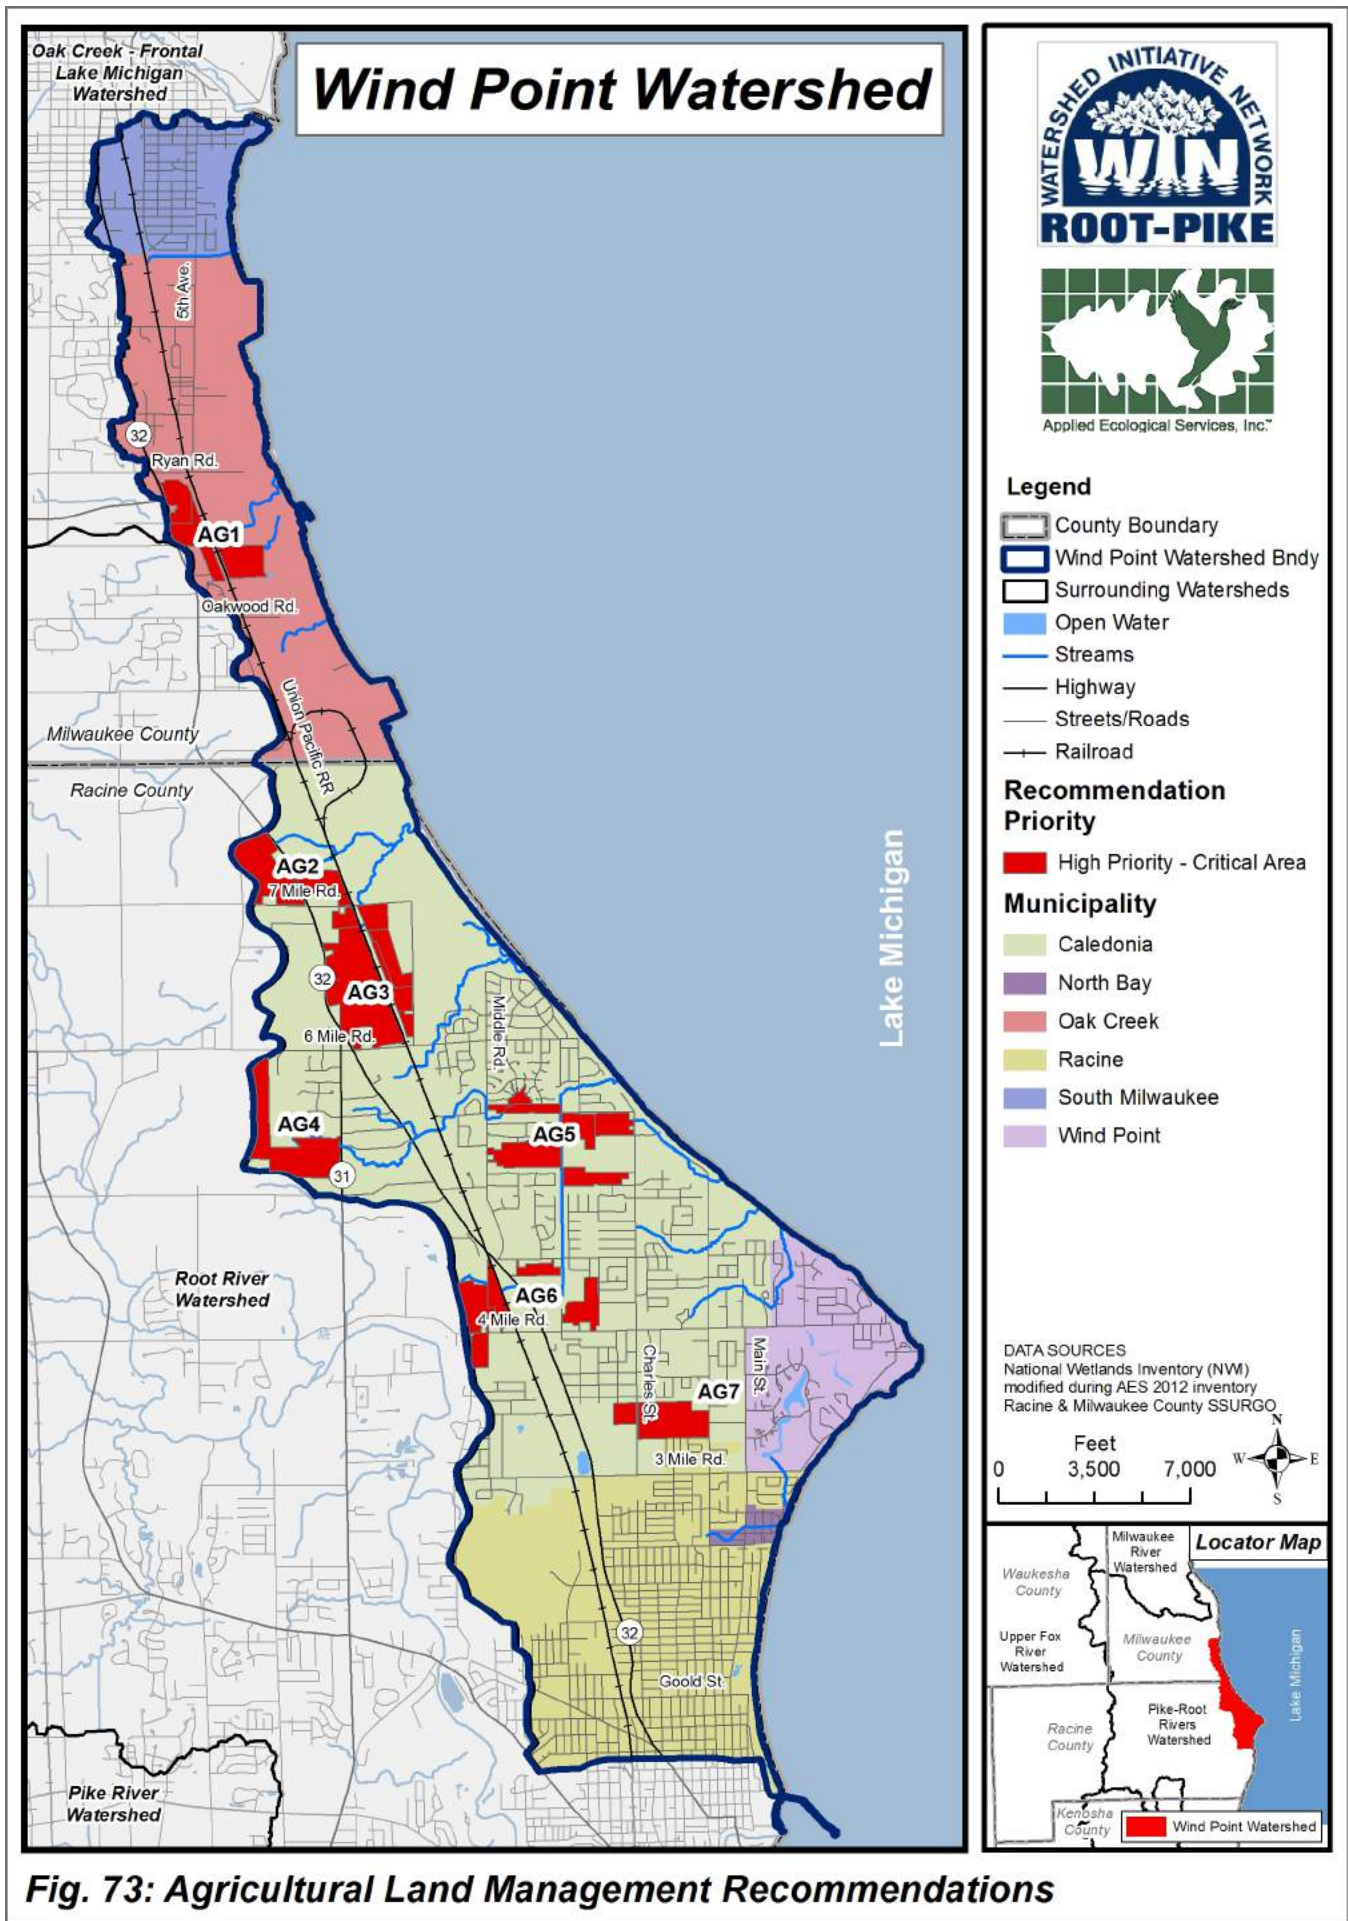 Oak Creek - Frontal
Lake Michigan
Watershed
Wind Point Watershed
5th Ave.
32
Ryan Rd.
AG1
Oakwood Rd.
Union Pacific RR
Milwaukee County
Racine County
AG2
7 Mile Rd.
32
AG3
6 Mile Rd.
Middle Rd.
Lake Michigan
AG4
AG5
31
Root River
Watershed
AG6
4 Mile Rd.
Charles St.
Main St.
AG7
3 Mile Rd.
32
Goold St.
Pike River
Watershed
WATERSHED INITIATIVE NETWORK
WIN
ROOT-PIKE
Applied Ecological Services, Inc.™
Legend
County Boundary
Wind Point Watershed Bndy
Surrounding Watersheds
Open Water
Streams
Highway
Streets/Roads
Railroad
Recommendation
Priority
High Priority - Critical Area
Municipality
Caledonia
North Bay
Oak Creek
Racine
South Milwaukee
Wind Point
DATA SOURCES
National Wetlands Inventory (NWI)
modified during AES 2012 inventory
Racine & Milwaukee County SSURGO
N
W E
S
Feet
0 3,500 7,000
Locator Map
Milwaukee
River
Watershed
Waukesha
County
Upper Fox
River
Watershed
Milwaukee
County
Lake Michigan
Pike-Root
Rivers
Watershed
Racine
County
Kenosha
County
Wind Point Watershed
Fig. 73: Agricultural Land Management Recommendations